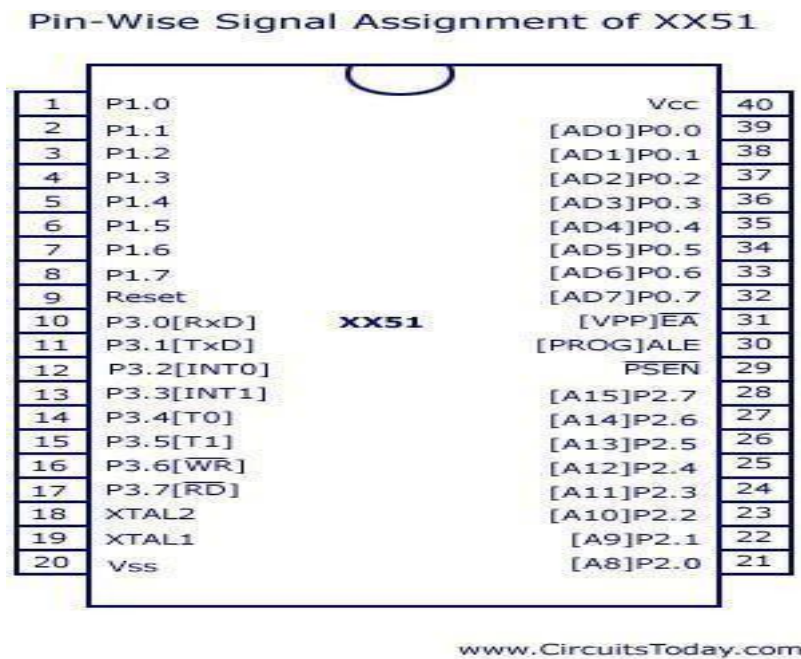 Pin-Wise Signal Assignment of XX51
1 P1.0 Vcc 40
2 P1.1 [AD0]P0.0 39
3 P1.2 [AD1]P0.1 38
4 P1.3 [AD2]P0.2 37
5 P1.4 [AD3]P0.3 36
6 P1.5 [AD4]P0.4 35
7 P1.6 [AD5]P0.5 34
8 P1.7 [AD6]P0.6 33
9 Reset [AD7]P0.7 32
10 P3.0[RxD] XX51 [VPP]E̅A̅ 31
11 P3.1[TxD] [PROG]ALE 30
12 P3.2[INT0] P̅S̅E̅N̅ 29
13 P3.3[INT1] [A15]P2.7 28
14 P3.4[T0] [A14]P2.6 27
15 P3.5[T1] [A13]P2.5 26
16 P3.6[W̅R̅] [A12]P2.4 25
17 P3.7[R̅D̅] [A11]P2.3 24
18 XTAL2 [A10]P2.2 23
19 XTAL1 [A9]P2.1 22
20 Vss [A8]P2.0 21
www.CircuitsToday.com